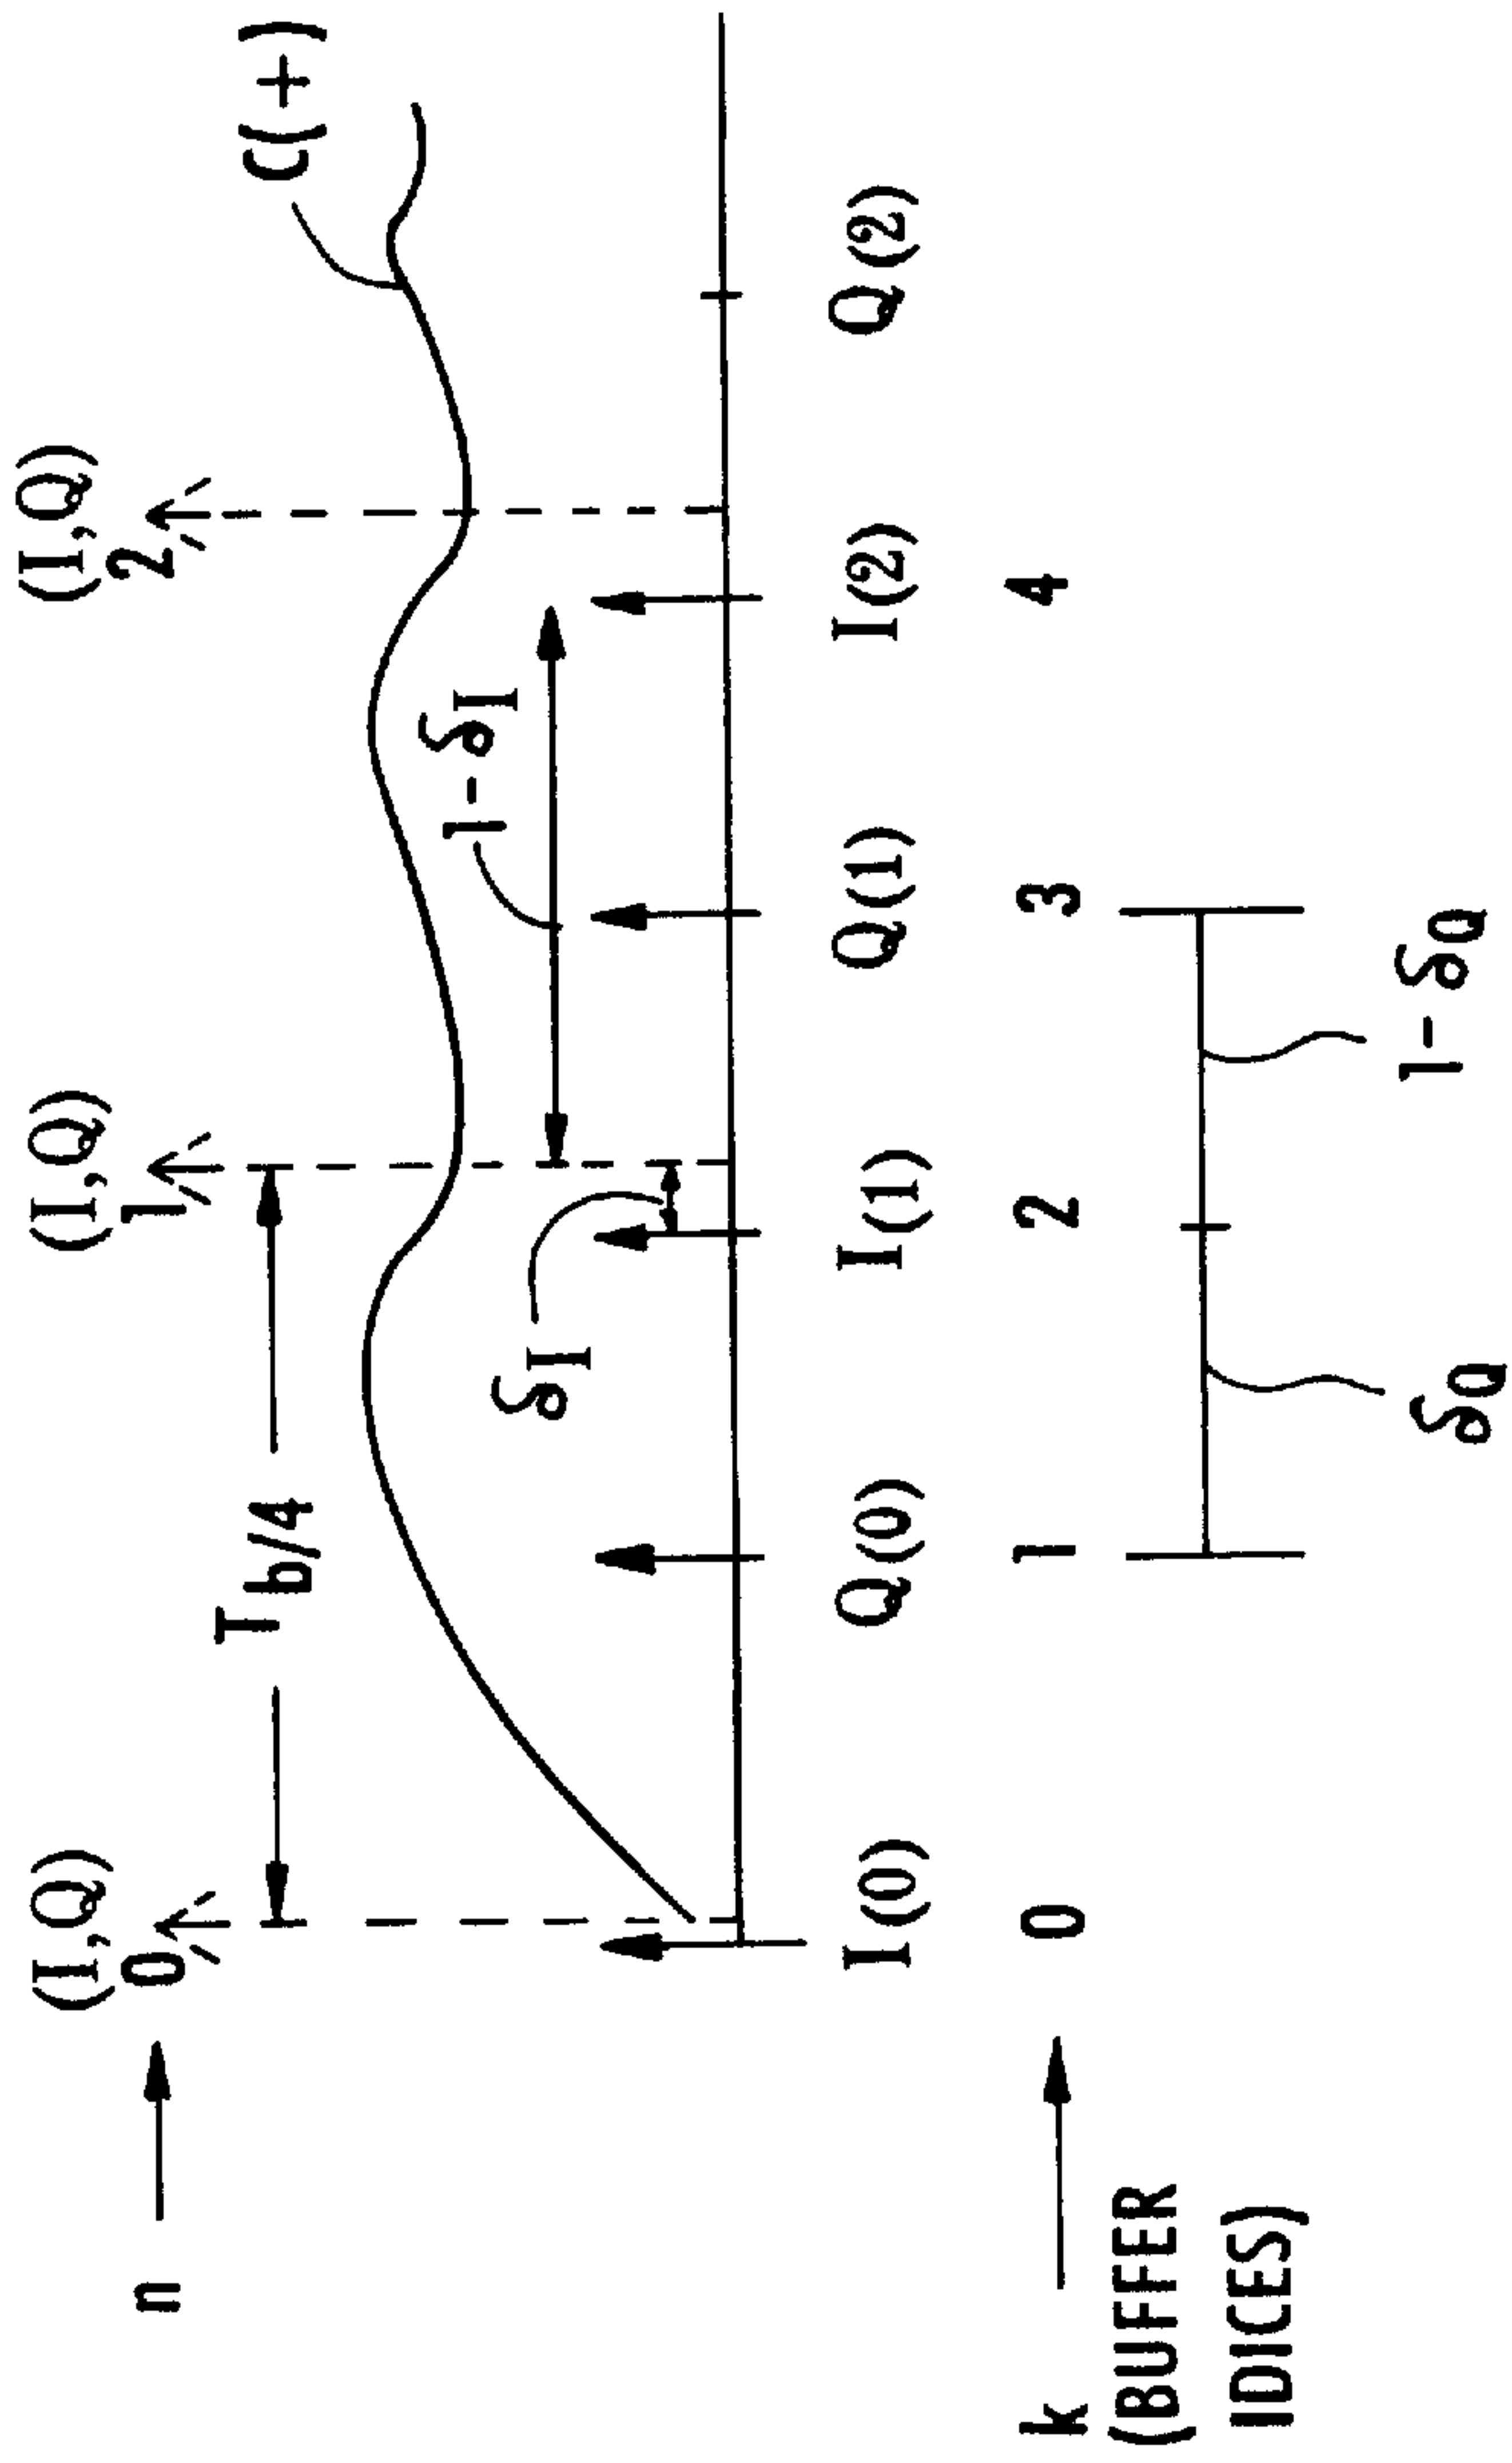 n
(I,Q)
0
(I,Q)
1
(I,Q)
2
Tb/4
C(+)
δI
1-δI
I(0)
Q(0)
I(1)
Q(1)
I(2)
Q(2)
k
(BUFFER
IDICES)
0
1
2
3
4
δQ
1-δQ